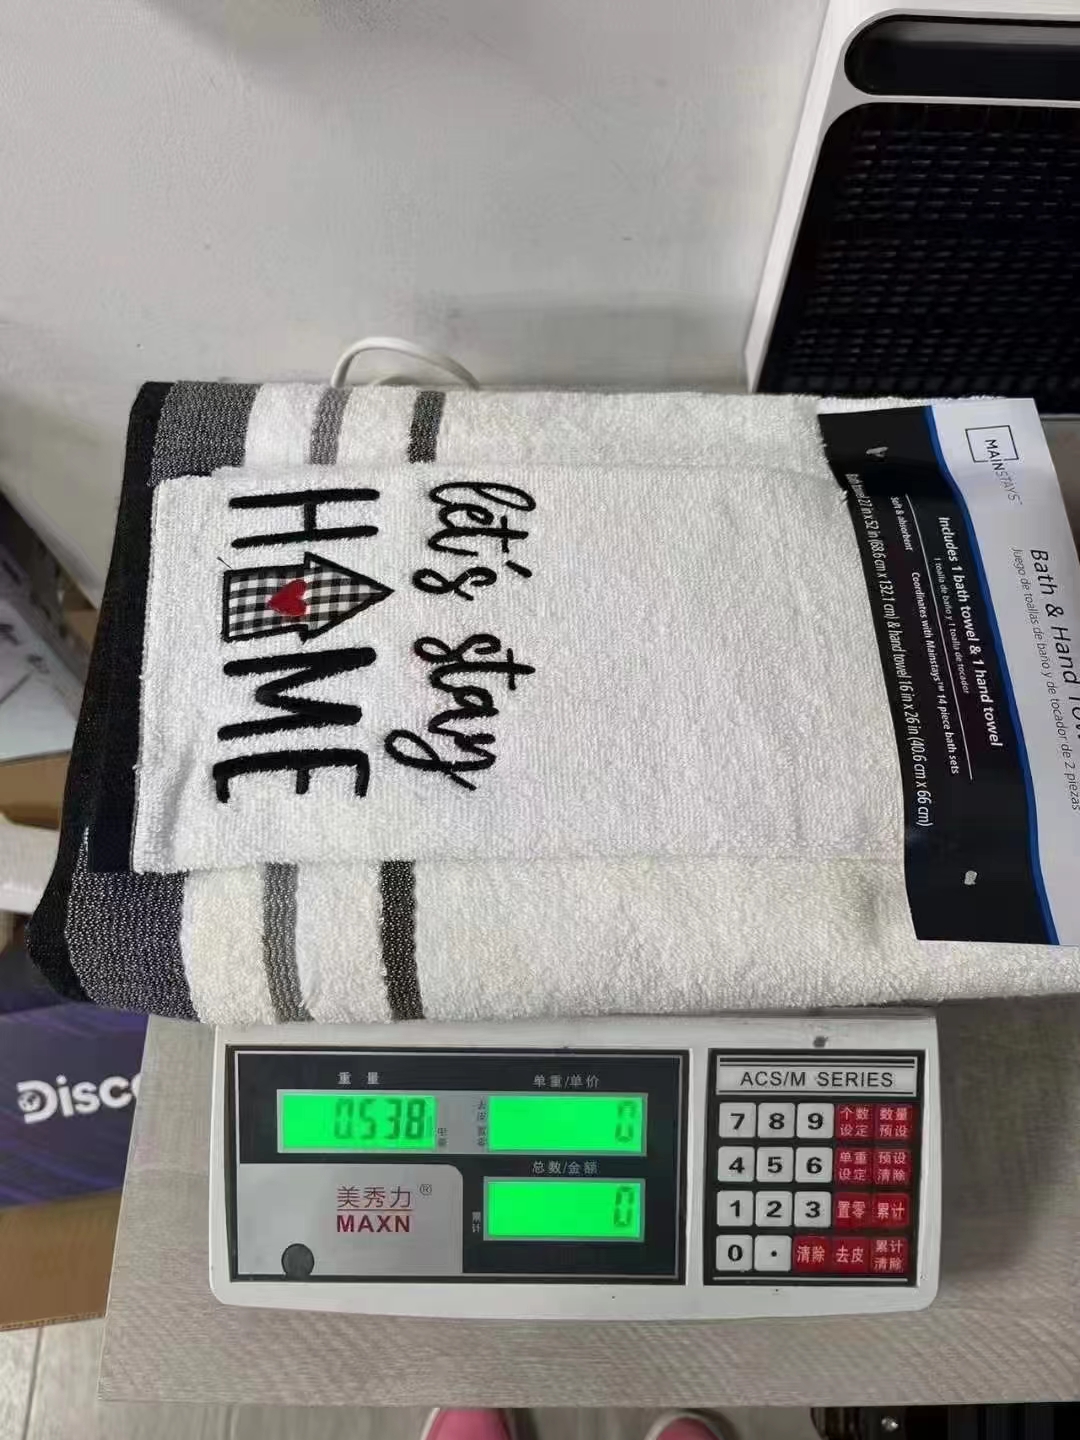 let's stay
HOME
MAINSTAYS™
Bath & Hand
Juego de toallas de baño y de tocador de 2 piezas
Includes 1 bath towel & 1 hand towel
1 toalla de baño y 1 toalla de tocador
Soft & absorbent
Coordinates with Mainstays™ 14 piece bath sets
bath towel 27 in x 52 in (68.6 cm x 132.1 cm) & hand towel 16 in x 26 in (40.6 cm x 66 cm)
Disco
重量
单重/单价
0.538
去皮
0
总数/金额
累计
0
美秀力®
MAXN
ACS/M SERIES
7 8 9 个数设定 数量预设
4 5 6 单重设定 预设清除
1 2 3 置零 累计
0 . 清除 去皮 累计清除